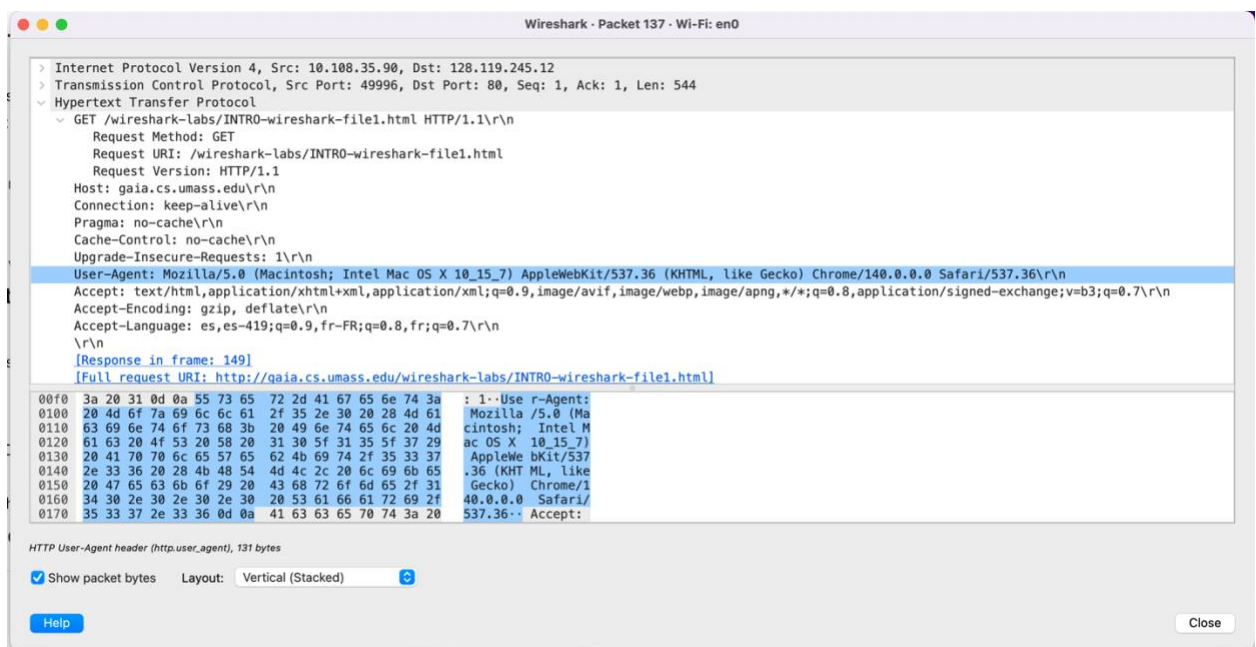 Wireshark · Packet 137 · Wi-Fi: en0
Internet Protocol Version 4, Src: 10.108.35.90, Dst: 128.119.245.12
Transmission Control Protocol, Src Port: 49996, Dst Port: 80, Seq: 1, Ack: 1, Len: 544
Hypertext Transfer Protocol
GET /wireshark-labs/INTRO-wireshark-file1.html HTTP/1.1\r\n
Request Method: GET
Request URI: /wireshark-labs/INTRO-wireshark-file1.html
Request Version: HTTP/1.1
Host: gaia.cs.umass.edu\r\n
Connection: keep-alive\r\n
Pragma: no-cache\r\n
Cache-Control: no-cache\r\n
Upgrade-Insecure-Requests: 1\r\n
User-Agent: Mozilla/5.0 (Macintosh; Intel Mac OS X 10_15_7) AppleWebKit/537.36 (KHTML, like Gecko) Chrome/140.0.0.0 Safari/537.36\r\n
Accept: text/html,application/xhtml+xml,application/xml;q=0.9,image/avif,image/webp,image/apng,*/*;q=0.8,application/signed-exchange;v=b3;q=0.7\r\n
Accept-Encoding: gzip, deflate\r\n
Accept-Language: es,es-419;q=0.9,fr-FR;q=0.8,fr;q=0.7\r\n
\r\n
[Response in frame: 149]
[Full request URI: http://gaia.cs.umass.edu/wireshark-labs/INTRO-wireshark-file1.html]
00f0 3a 20 31 0d 0a 55 73 65 72 2d 41 67 65 6e 74 3a : 1··Use r-Agent:
0100 20 4d 6f 7a 69 6c 6c 61 2f 35 2e 30 20 28 4d 61 Mozilla /5.0 (Ma
0110 63 69 6e 74 6f 73 68 3b 20 49 6e 74 65 6c 20 4d cintosh; Intel M
0120 61 63 20 4f 53 20 58 20 31 30 5f 31 35 5f 37 29 ac OS X 10_15_7)
0130 20 41 70 70 6c 65 57 65 62 4b 69 74 2f 35 33 37 AppleWe bKit/537
0140 2e 33 36 20 28 4b 48 54 4d 4c 2c 20 6c 69 6b 65 .36 (KHT ML, like
0150 20 47 65 63 6b 6f 29 20 43 68 72 6f 6d 65 2f 31 Gecko) Chrome/1
0160 34 30 2e 30 2e 30 2e 30 20 53 61 66 61 72 69 2f 40.0.0.0 Safari/
0170 35 33 37 2e 33 36 0d 0a 41 63 63 65 70 74 3a 20 537.36·· Accept:
HTTP User-Agent header (http.user_agent), 131 bytes
Show packet bytes Layout: Vertical (Stacked)
Help Close